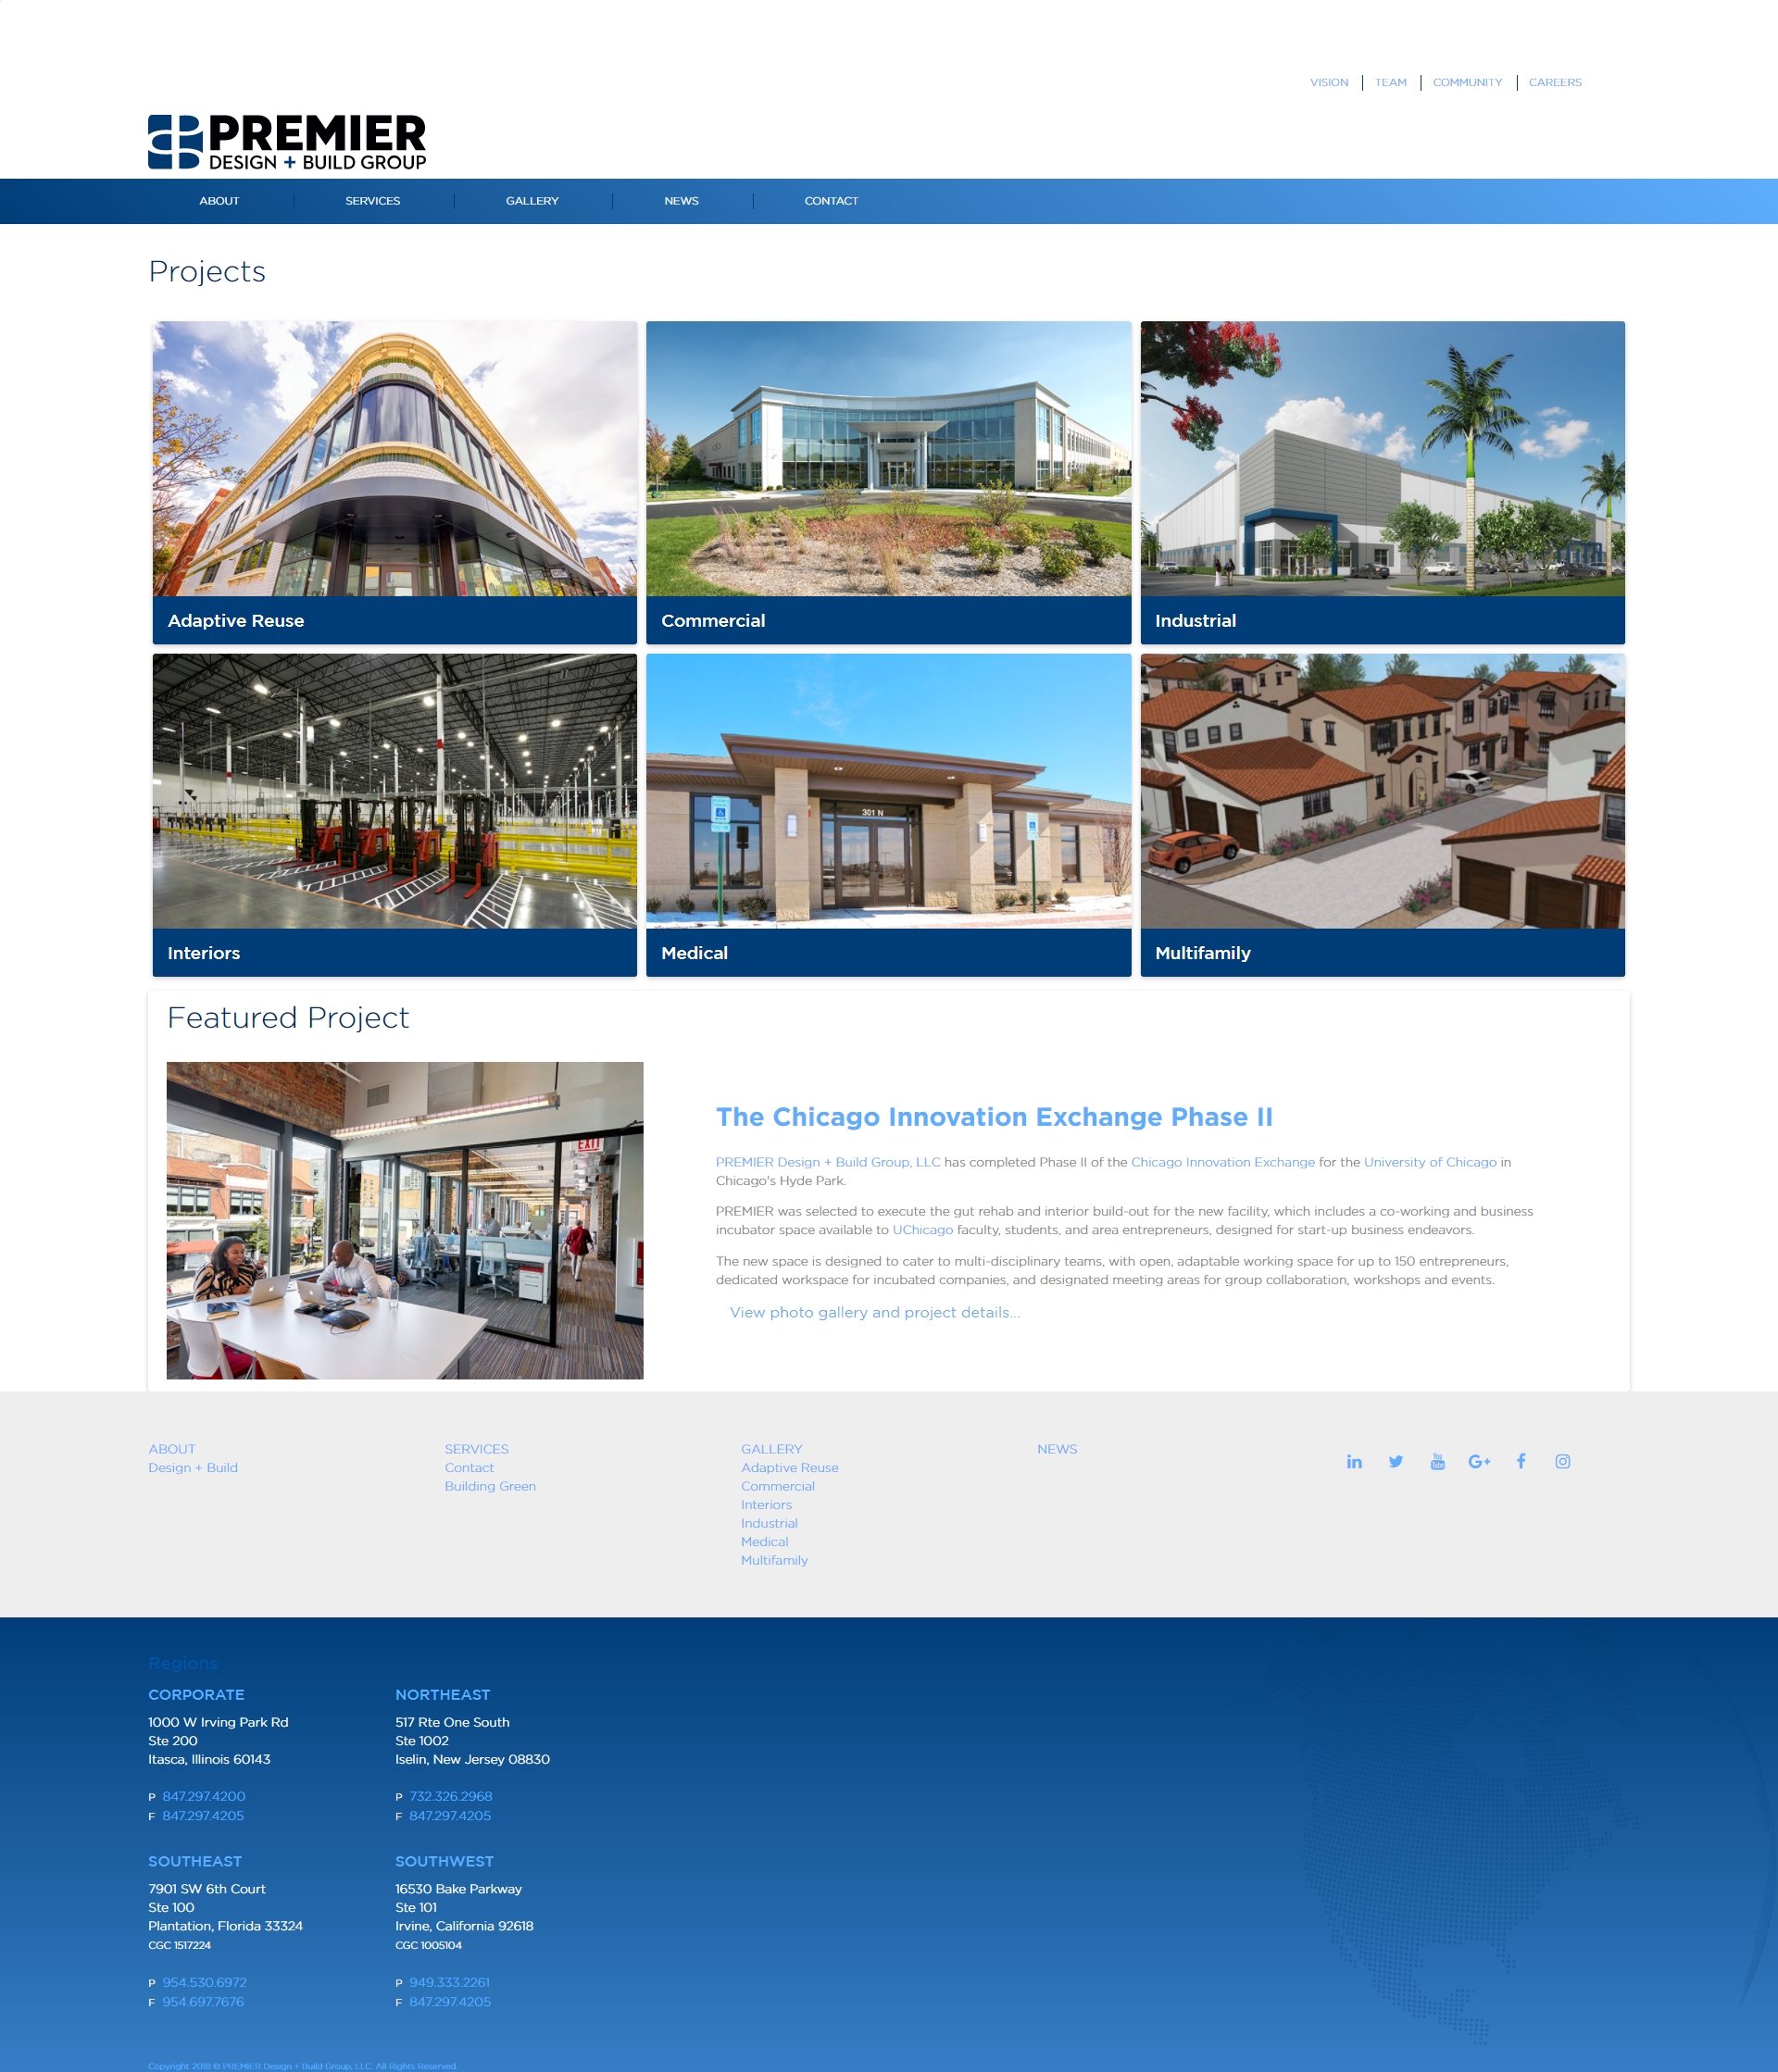 VISION TEAM COMMUNITY CAREERS
PREMIER
DESIGN + BUILD GROUP
ABOUT SERVICES GALLERY NEWS CONTACT
Projects
Adaptive Reuse
Commercial
Industrial
301 N
Interiors
Medical
Multifamily
Featured Project
EXIT
The Chicago Innovation Exchange Phase II
PREMIER Design + Build Group, LLC has completed Phase II of the Chicago Innovation Exchange for the University of Chicago in
Chicago's Hyde Park.
PREMIER was selected to execute the gut rehab and interior build-out for the new facility, which includes a co-working and business
incubator space available to UChicago faculty, students, and area entrepreneurs, designed for start-up business endeavors.
The new space is designed to cater to multi-disciplinary teams, with open, adaptable working space for up to 150 entrepreneurs,
dedicated workspace for incubated companies, and designated meeting areas for group collaboration, workshops and events.
View photo gallery and project details...
ABOUT
Design + Build
SERVICES
Contact
Building Green
GALLERY
Adaptive Reuse
Commercial
Interiors
Industrial
Medical
Multifamily
NEWS
Regions
CORPORATE
1000 W Irving Park Rd
Ste 200
Itasca, Illinois 60143
P 847.297.4200
F 847.297.4205
NORTHEAST
517 Rte One South
Ste 1002
Iselin, New Jersey 08830
P 732.326.2968
F 847.297.4205
SOUTHEAST
7901 SW 6th Court
Ste 100
Plantation, Florida 33324
CGC 1517224
P 954.530.6972
F 954.697.7676
SOUTHWEST
16530 Bake Parkway
Ste 101
Irvine, California 92618
CGC 1005104
P 949.333.2261
F 847.297.4205
Copyright 2018 © PREMIER Design + Build Group, LLC. All Rights Reserved.